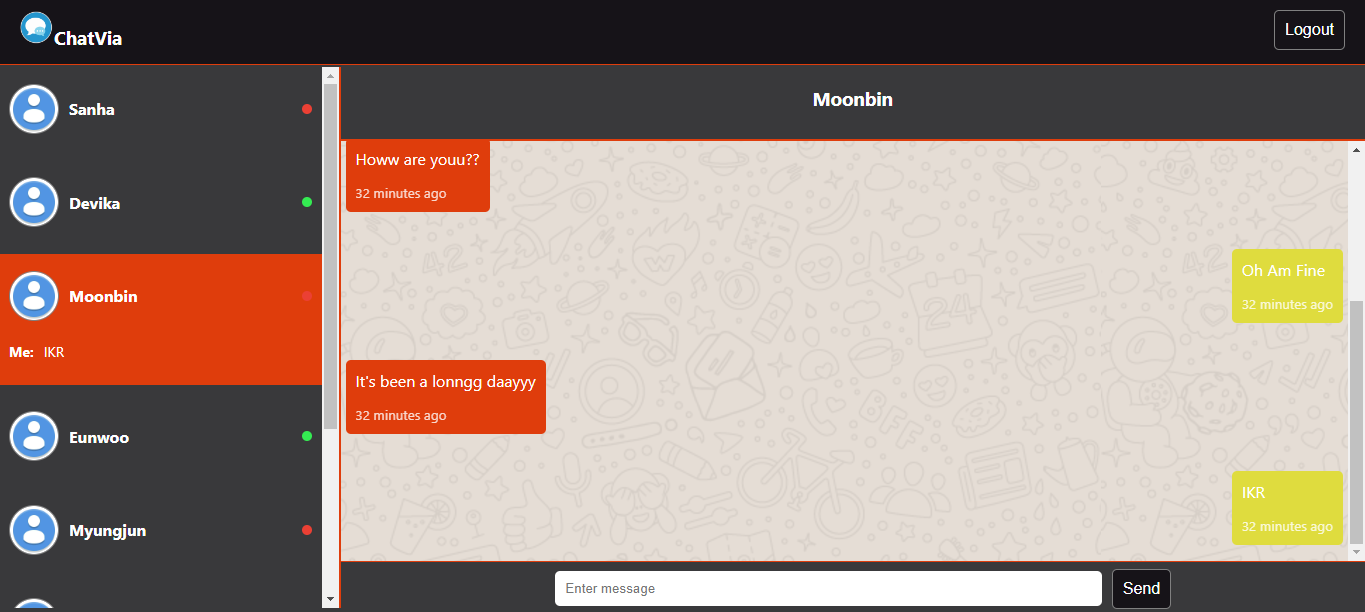 ChatVia
Logout
Sanha
Devika
Moonbin
Me: IKR
Eunwoo
Myungjun
Moonbin
Howw are youu??
32 minutes ago
Oh Am Fine
32 minutes ago
It's been a lonngg daayyy
32 minutes ago
IKR
32 minutes ago
Enter message
Send